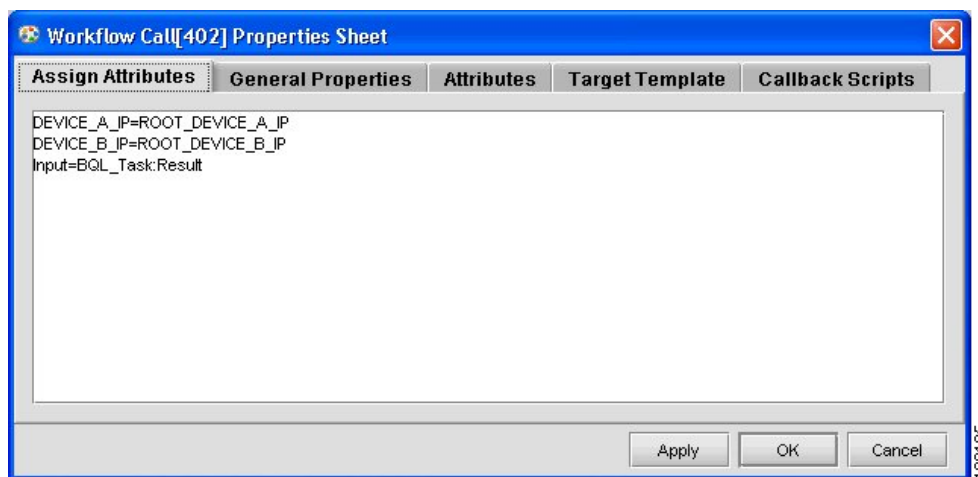 Workflow Call[402] Properties Sheet
Assign Attributes General Properties Attributes Target Template Callback Scripts
DEVICE_A_IP=ROOT_DEVICE_A_IP
DEVICE_B_IP=ROOT_DEVICE_B_IP
Input=BQL_Task:Result
Apply OK Cancel